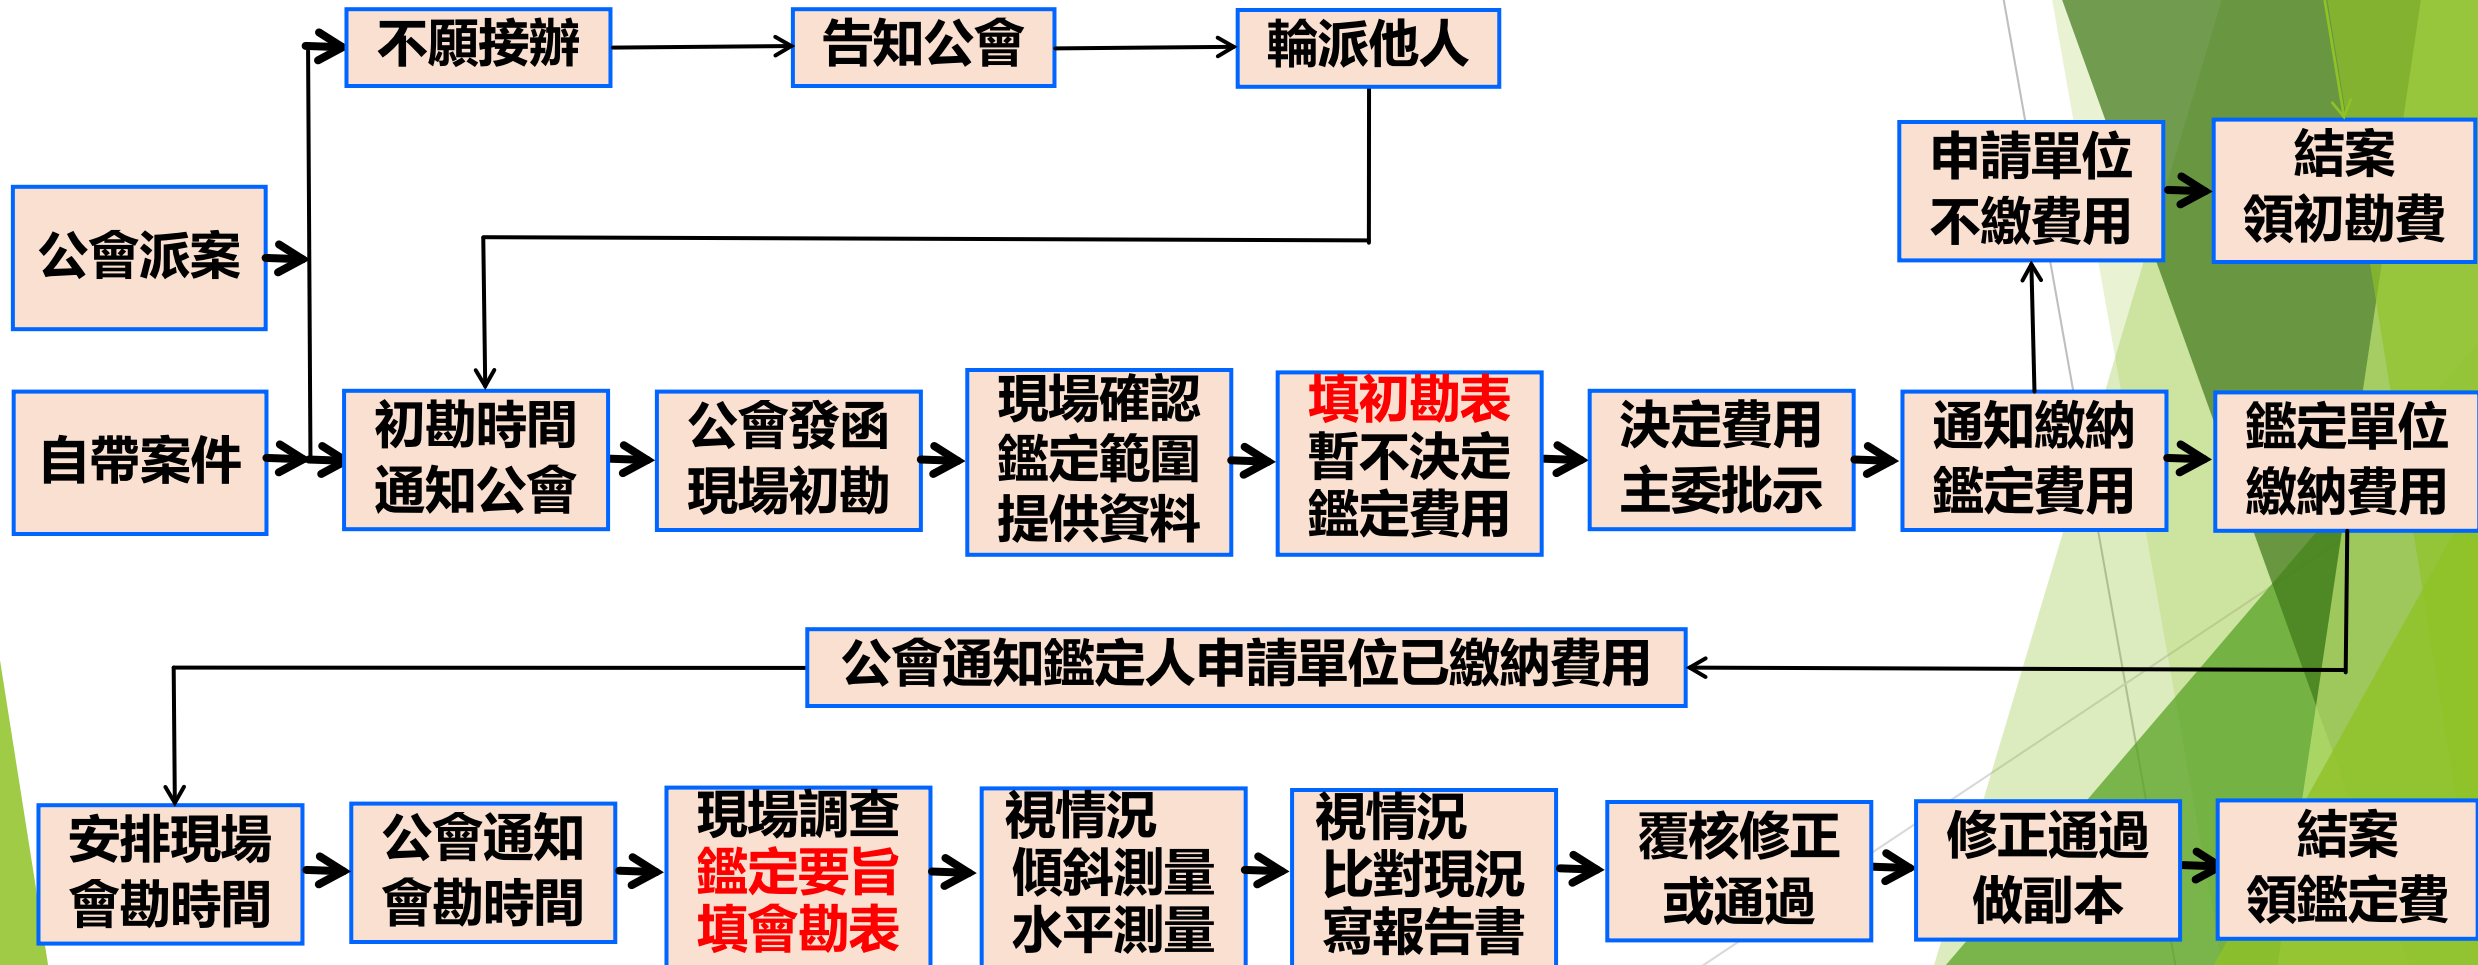 不願接辦
告知公會
輪派他人
申請單位
不繳費用
結案
領初勘費
公會派案
自帶案件
初勘時間
通知公會
公會發函
現場初勘
現場確認
鑑定範圍
提供資料
填初勘表
暫不決定
鑑定費用
決定費用
主委批示
通知繳納
鑑定費用
鑑定單位
繳納費用
公會通知鑑定人申請單位已繳納費用
安排現場
會勘時間
公會通知
會勘時間
現場調查
鑑定要旨
填會勘表
視情況
傾斜測量
水平測量
視情況
比對現況
寫報告書
覆核修正
或通過
修正通過
做副本
結案
領鑑定費